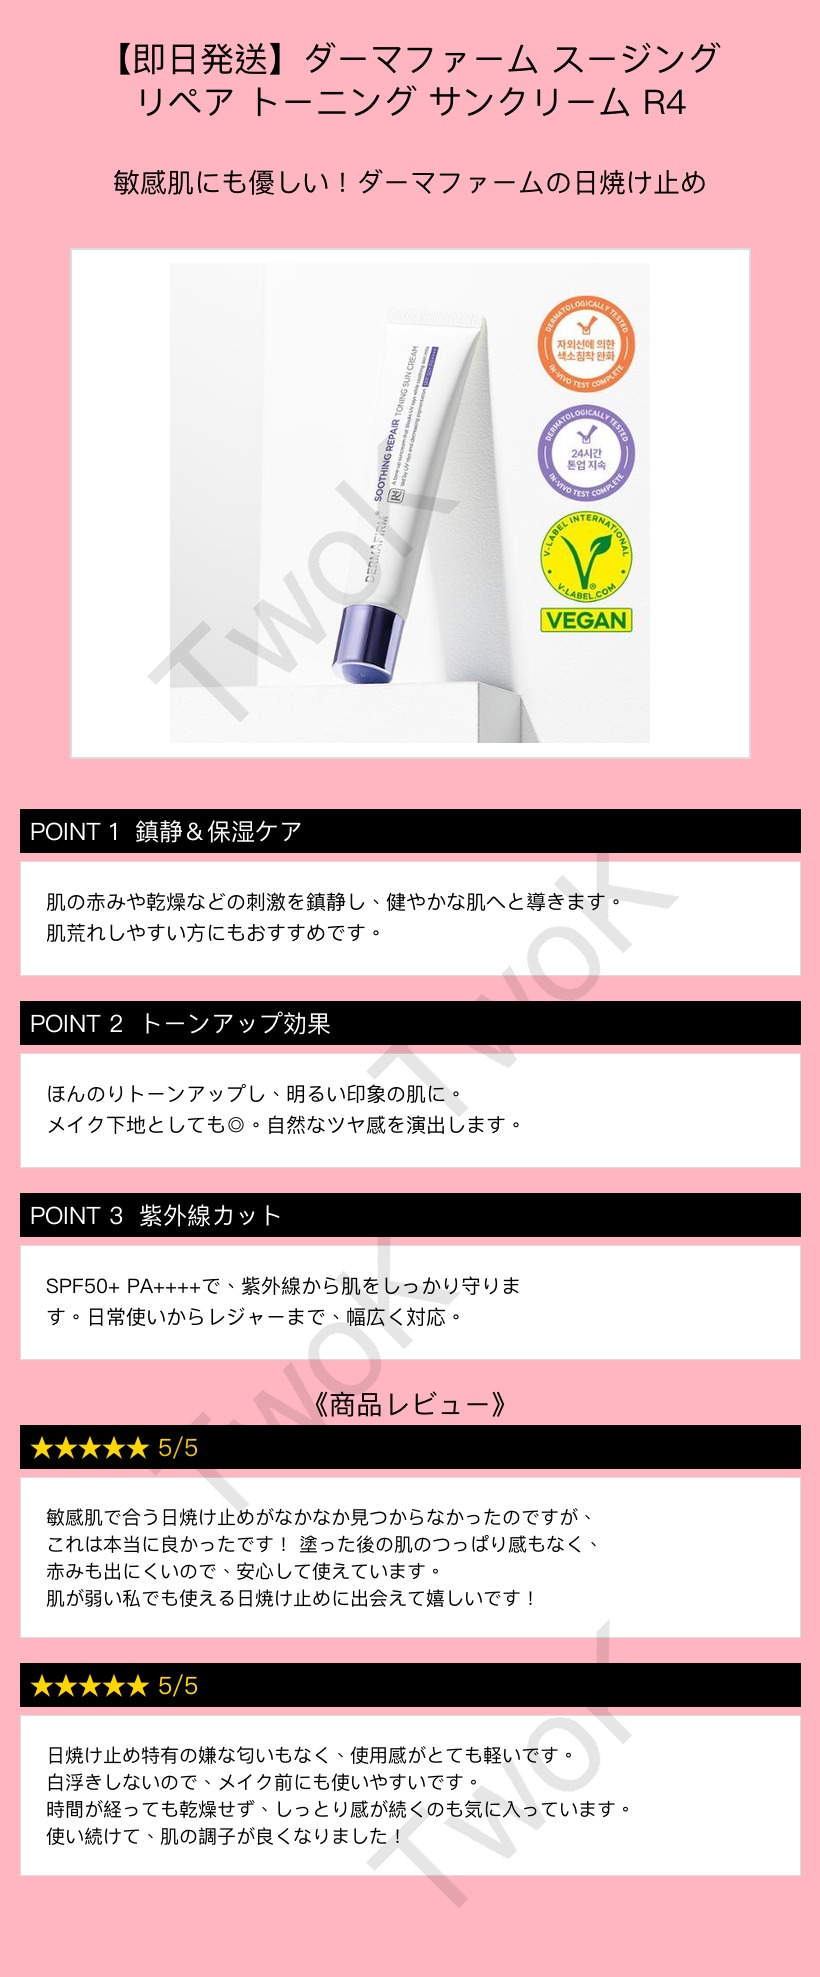 【即日発送】ダーマファーム スージング
リペア トーニング サンクリーム R4
敏感肌にも優しい！ダーマファームの日焼け止め
DERMATOLOGICALLY TESTED
자외선에 의한
색소침착 완화
IN-VIVO TEST COMPLETE
DERMATOLOGICALLY TESTED
24시간
톤업 지속
IN-VIVO TEST COMPLETE
V-LABEL INTERNATIONAL
V-LABEL.COM
VEGAN
DERMAFIRM®
SOOTHING REPAIR TONING SUN CREAM
R4
TwoK
POINT 1 鎮静＆保湿ケア
肌の赤みや乾燥などの刺激を鎮静し、健やかな肌へと導きます。
肌荒れしやすい方にもおすすめです。
TwoK
POINT 2 トーンアップ効果
ほんのりトーンアップし、明るい印象の肌に。
メイク下地としても◎。自然なツヤ感を演出します。
POINT 3 紫外線カット
SPF50+ PA++++で、紫外線から肌をしっかり守りま
す。日常使いからレジャーまで、幅広く対応。
TwoK
《商品レビュー》
★★★★★ 5/5
敏感肌で合う日焼け止めがなかなか見つからなかったのですが、
これは本当に良かったです！ 塗った後の肌のつっぱり感もなく、
赤みも出にくいので、安心して使えています。
肌が弱い私でも使える日焼け止めに出会えて嬉しいです！
★★★★★ 5/5
日焼け止め特有の嫌な匂いもなく、使用感がとても軽いです。
白浮きしないので、メイク前にも使いやすいです。
時間が経っても乾燥せず、しっとり感が続くのも気に入っています。
使い続けて、肌の調子が良くなりました！
TwoK